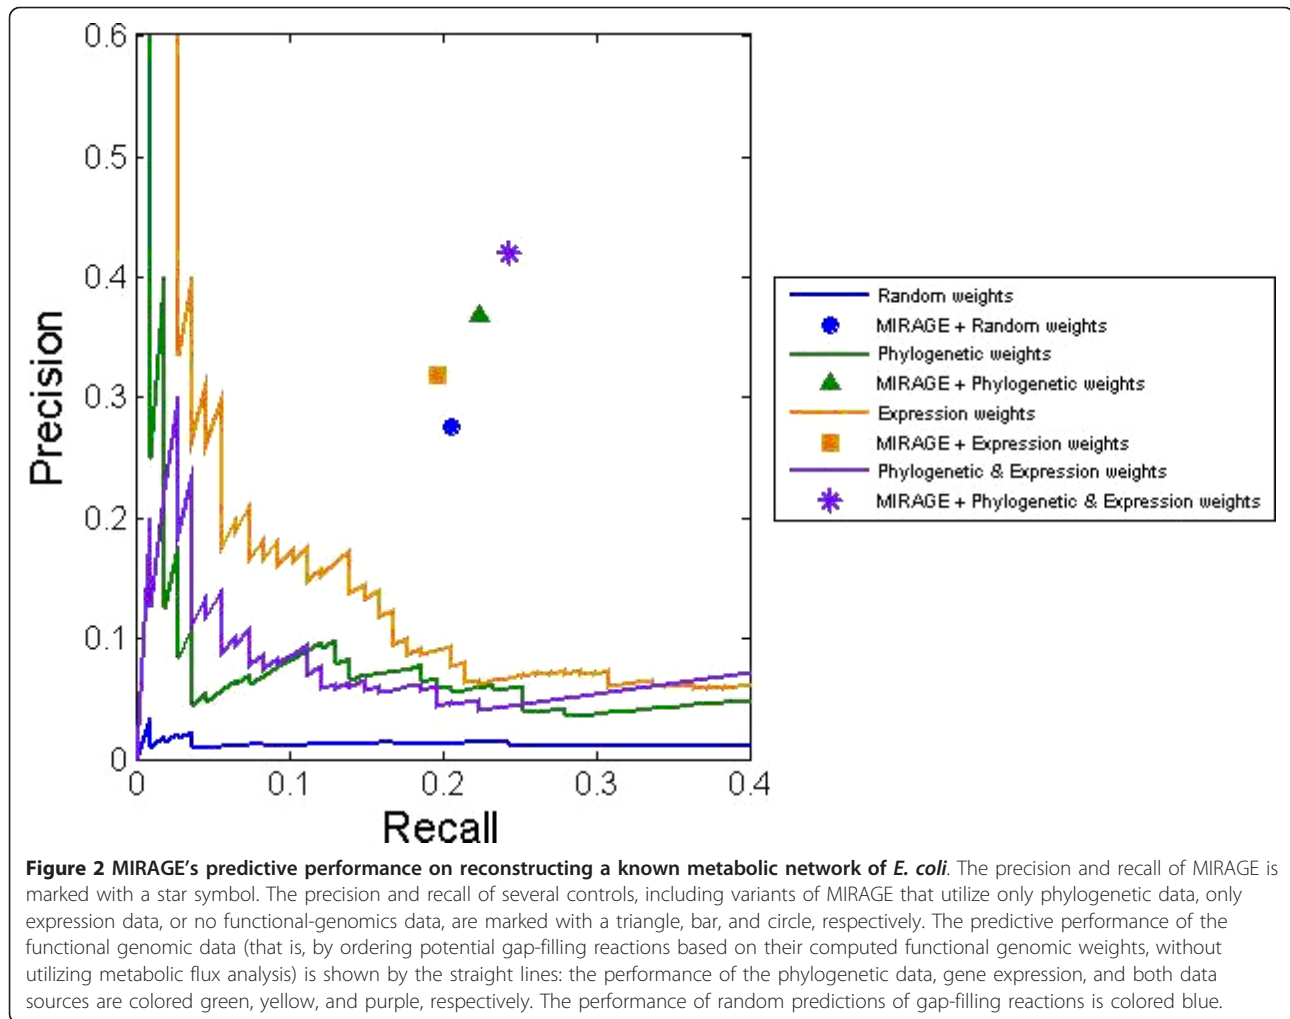 0.6
0.5
0.4
0.3
0.2
0.1
0
Precision
0
0.1
0.2
0.3
0.4
Recall
Random weights
MIRAGE + Random weights
Phylogenetic weights
MIRAGE + Phylogenetic weights
Expression weights
MIRAGE + Expression weights
Phylogenetic & Expression weights
MIRAGE + Phylogenetic & Expression weights
Figure 2 MIRAGE's predictive performance on reconstructing a known metabolic network of E. coli. The precision and recall of MIRAGE is
marked with a star symbol. The precision and recall of several controls, including variants of MIRAGE that utilize only phylogenetic data, only
expression data, or no functional-genomics data, are marked with a triangle, bar, and circle, respectively. The predictive performance of the
functional genomic data (that is, by ordering potential gap-filling reactions based on their computed functional genomic weights, without
utilizing metabolic flux analysis) is shown by the straight lines: the performance of the phylogenetic data, gene expression, and both data
sources are colored green, yellow, and purple, respectively. The performance of random predictions of gap-filling reactions is colored blue.